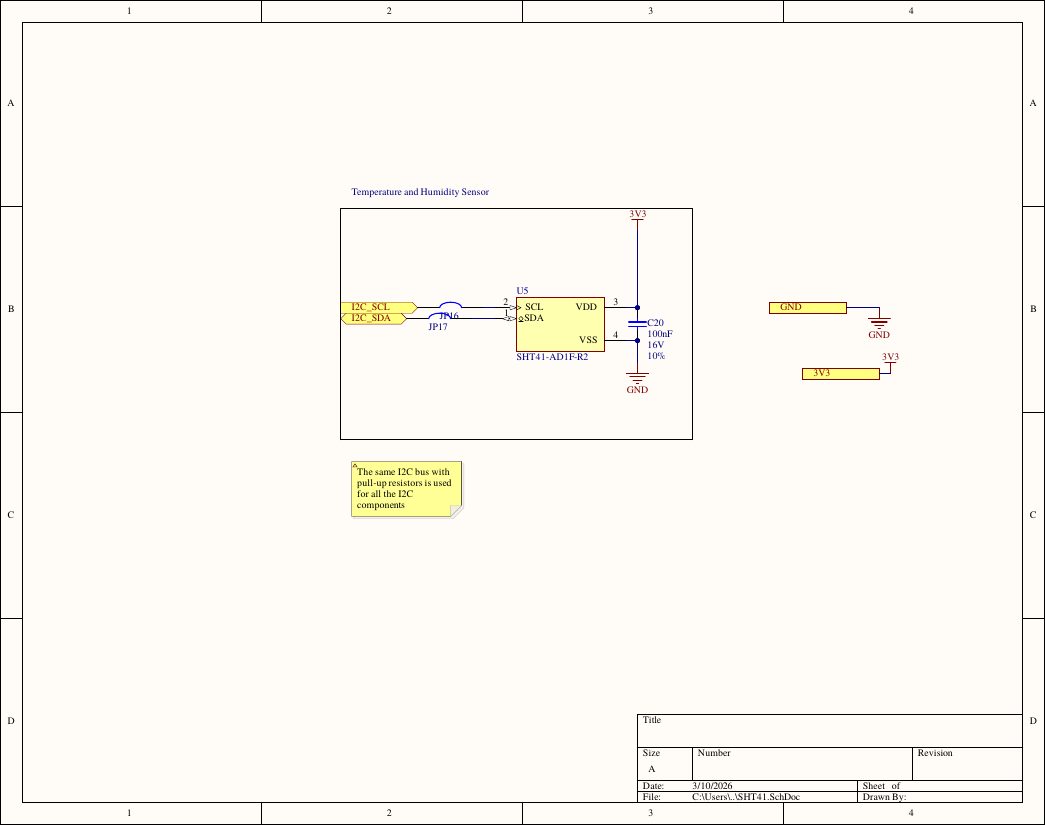 1 2 3 4
A A
Temperature and Humidity Sensor
3V3
U5
B B
I2C_SCL 2 SCL VDD 3 GND
I2C_SDA JP16 1 SDA
JP17
C20
100nF
16V
10%
VSS 4
GND
SHT41-AD1F-R2
3V3
3V3
GND
The same I2C bus with
pull-up resistors is used
for all the I2C
components
C C
D D
Title
Size Number Revision
A
Date: 3/10/2026 Sheet of
File: C:\Users\..\SHT41.SchDoc Drawn By:
1 2 3 4